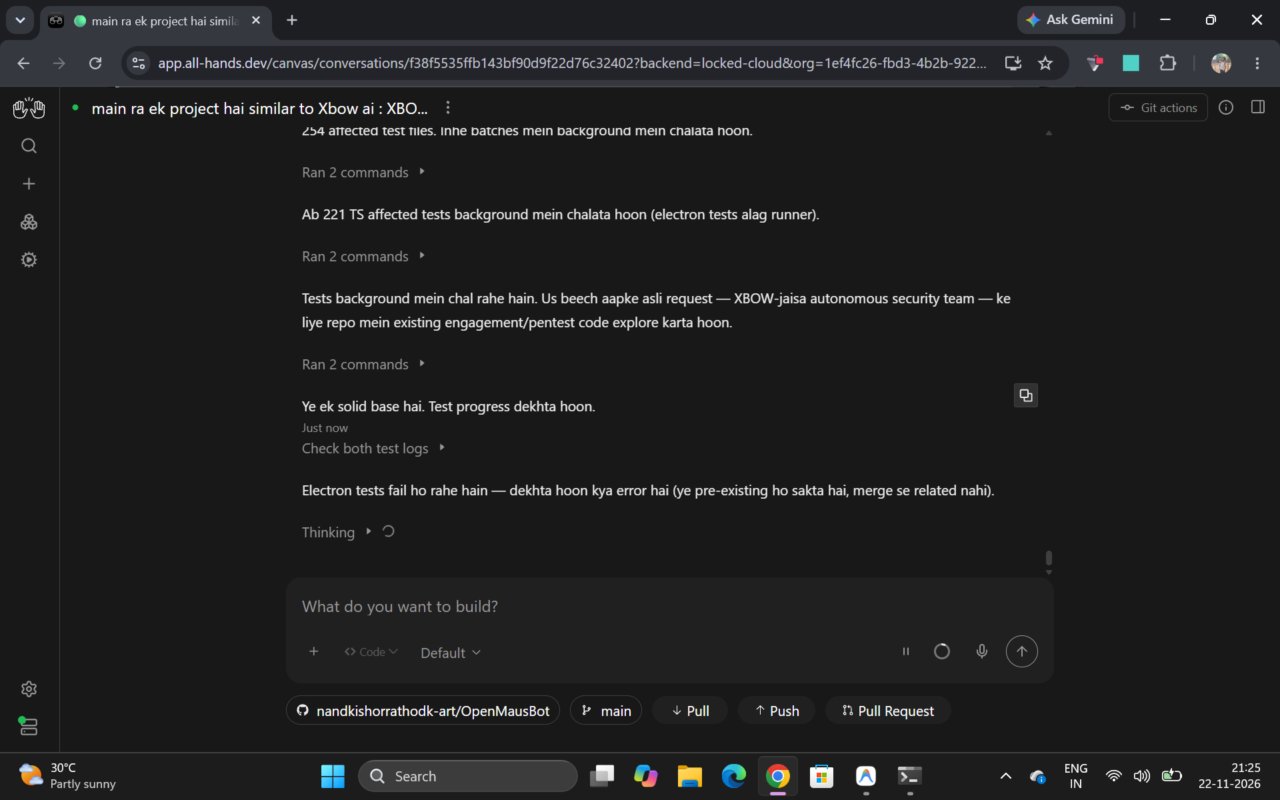 main ra ek project hai simila
Ask Gemini
app.all-hands.dev/canvas/conversations/f38f5535ffb143bf90d9f22d76c32402?backend=locked-cloud&org=1ef4fc26-fbd3-4b2b-922...
main ra ek project hai similar to Xbow ai : XBO...
Git actions
254 affected test files. Inhe batches mein background mein chalata hoon.
Ran 2 commands
Ab 221 TS affected tests background mein chalata hoon (electron tests alag runner).
Ran 2 commands
Tests background mein chal rahe hain. Us beech aapke asli request — XBOW-jaisa autonomous security team — ke
liye repo mein existing engagement/pentest code explore karta hoon.
Ran 2 commands
Ye ek solid base hai. Test progress dekhta hoon.
Just now
Check both test logs
Electron tests fail ho rahe hain — dekhta hoon kya error hai (ye pre-existing ho sakta hai, merge se related nahi).
Thinking
What do you want to build?
Code
Default
nandkishorrathodk-art/OpenMausBot
main
Pull
Push
Pull Request
30°C
Partly sunny
Search
ENG
IN
21:25
22-11-2026